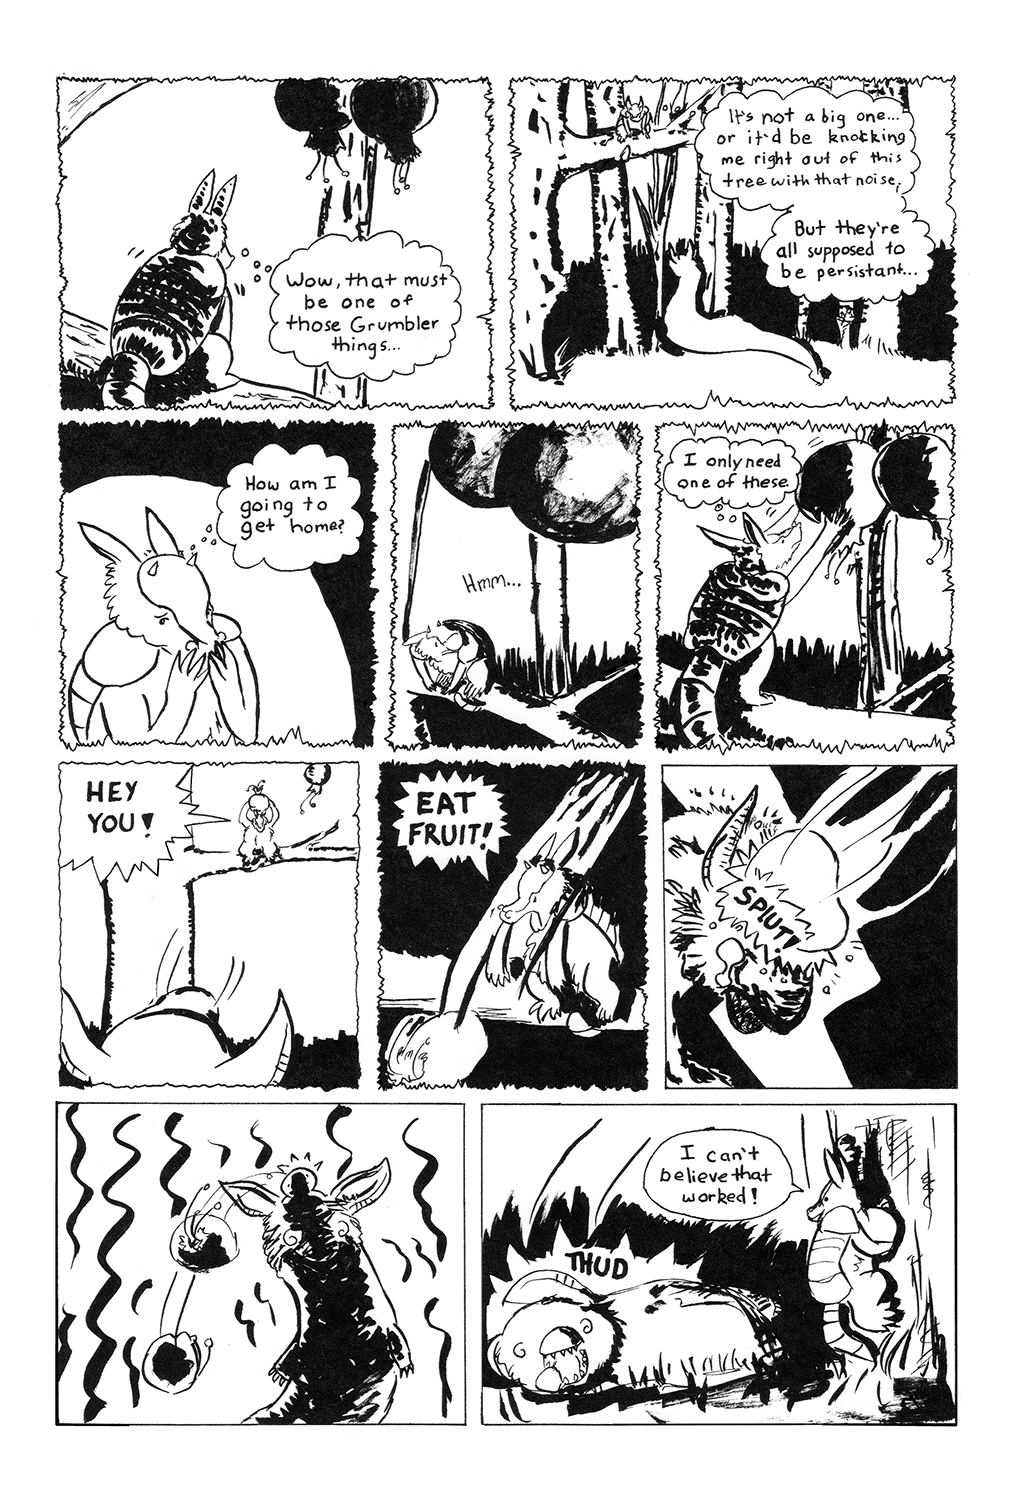 Wow, that must
be one of
those Grumbler
things...
It's not a big one...
or it'd be knocking
me right out of this
tree with that noise,
But they're
all supposed to
be persistant...
How am I
going to
get home?
Hmm...
I only need
one of these
HEY
YOU!
EAT
FRUIT!
SPLUT!
I can't
believe that
worked!
THUD